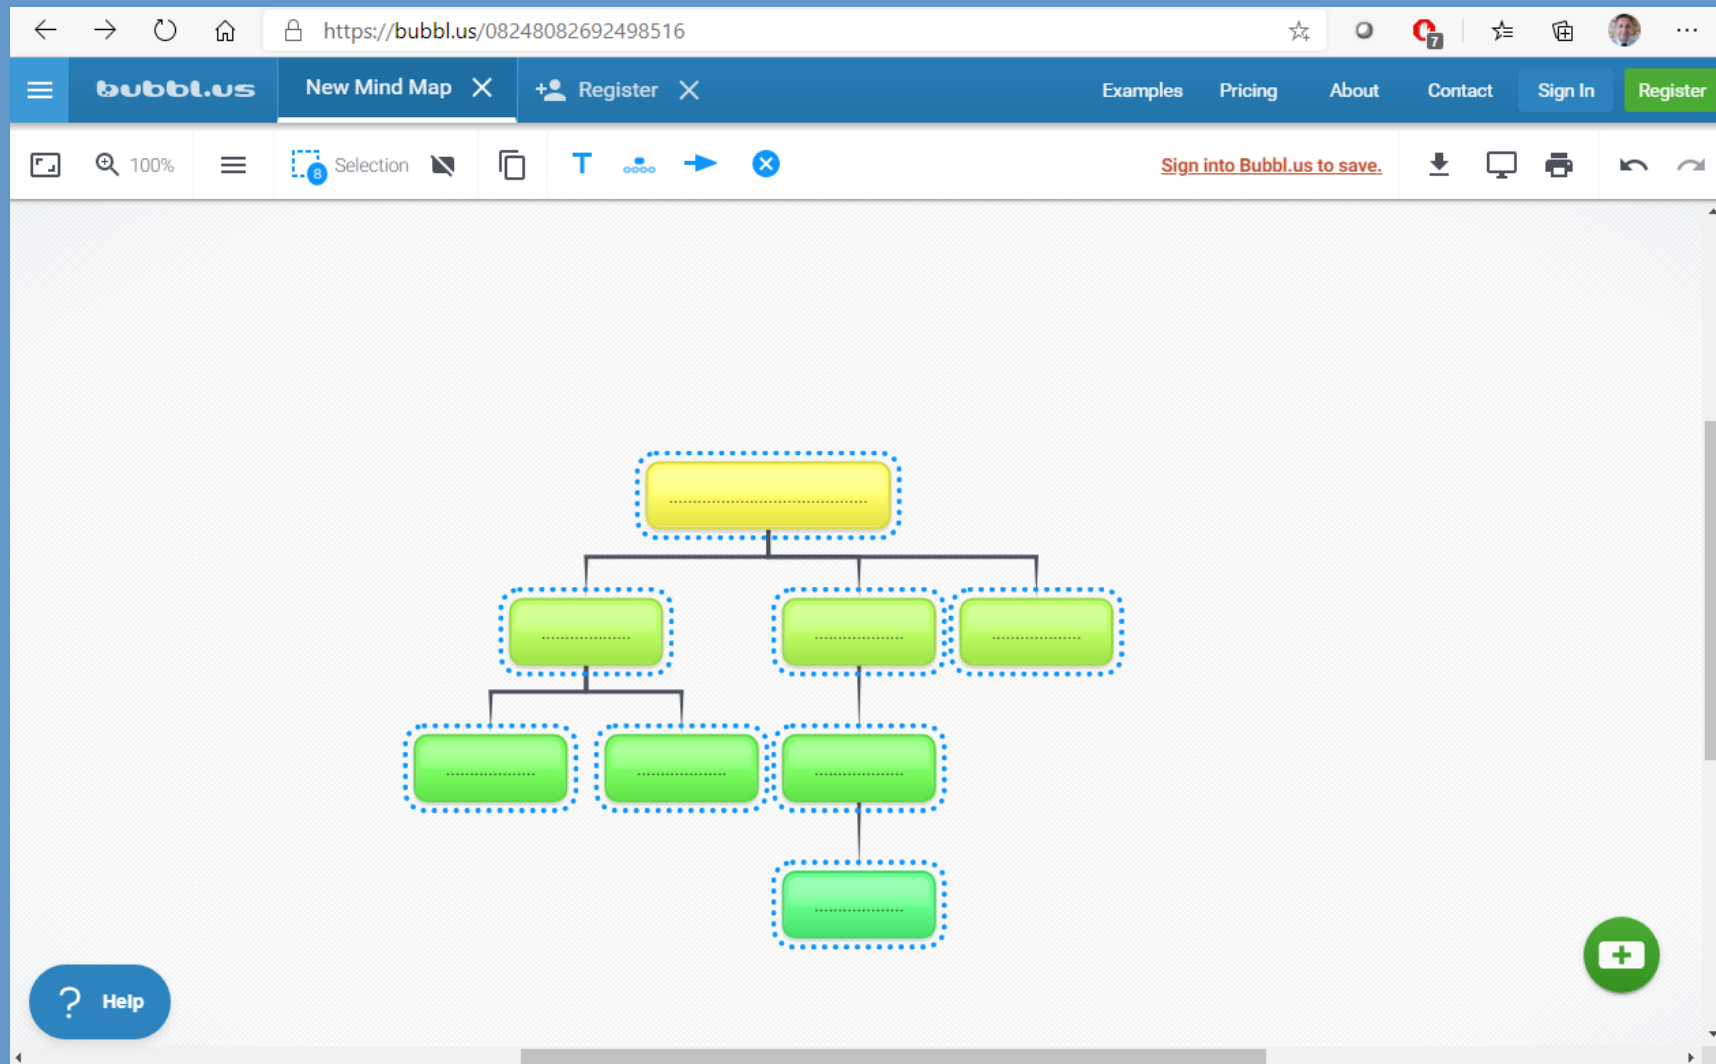 https://bubbl.us/08248082692498516
7
bubbl.us New Mind Map Register Examples Pricing About Contact Sign In Register
100% 8 Selection T Sign into Bubbl.us to save.
...........................................
................... ................... ...................
................... ................... ...................
...................
? Help